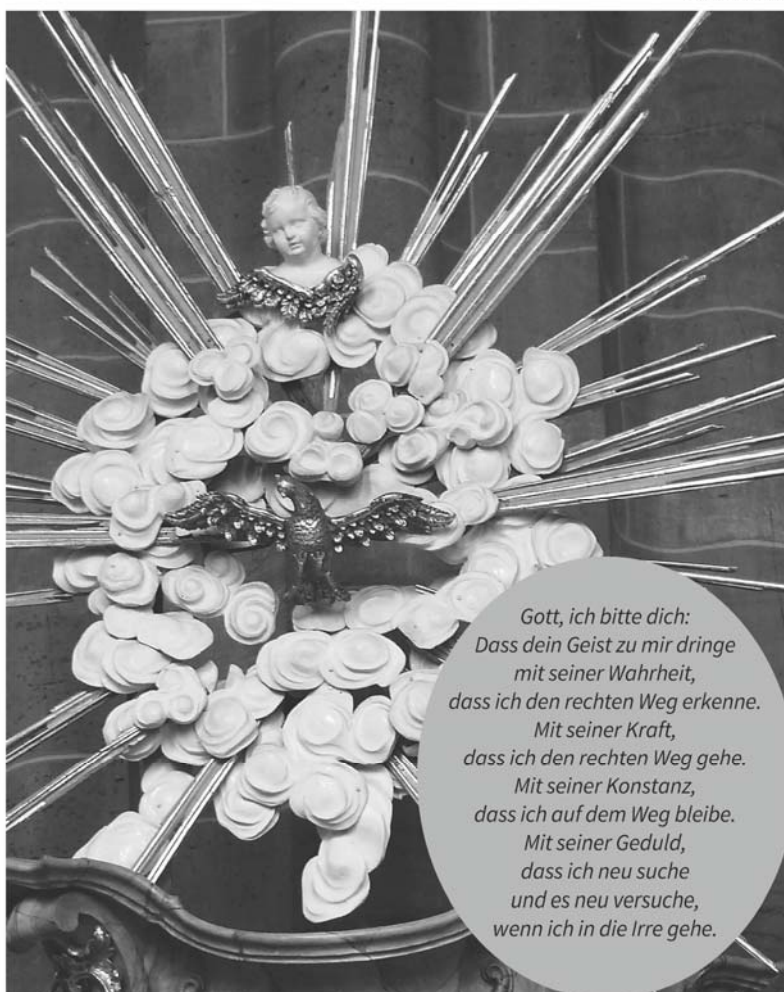 Gott, ich bitte dich:
Dass dein Geist zu mir dringe
mit seiner Wahrheit,
dass ich den rechten Weg erkenne.
Mit seiner Kraft,
dass ich den rechten Weg gehe.
Mit seiner Konstanz,
dass ich auf dem Weg bleibe.
Mit seiner Geduld,
dass ich neu suche
und es neu versuche,
wenn ich in die Irre gehe.